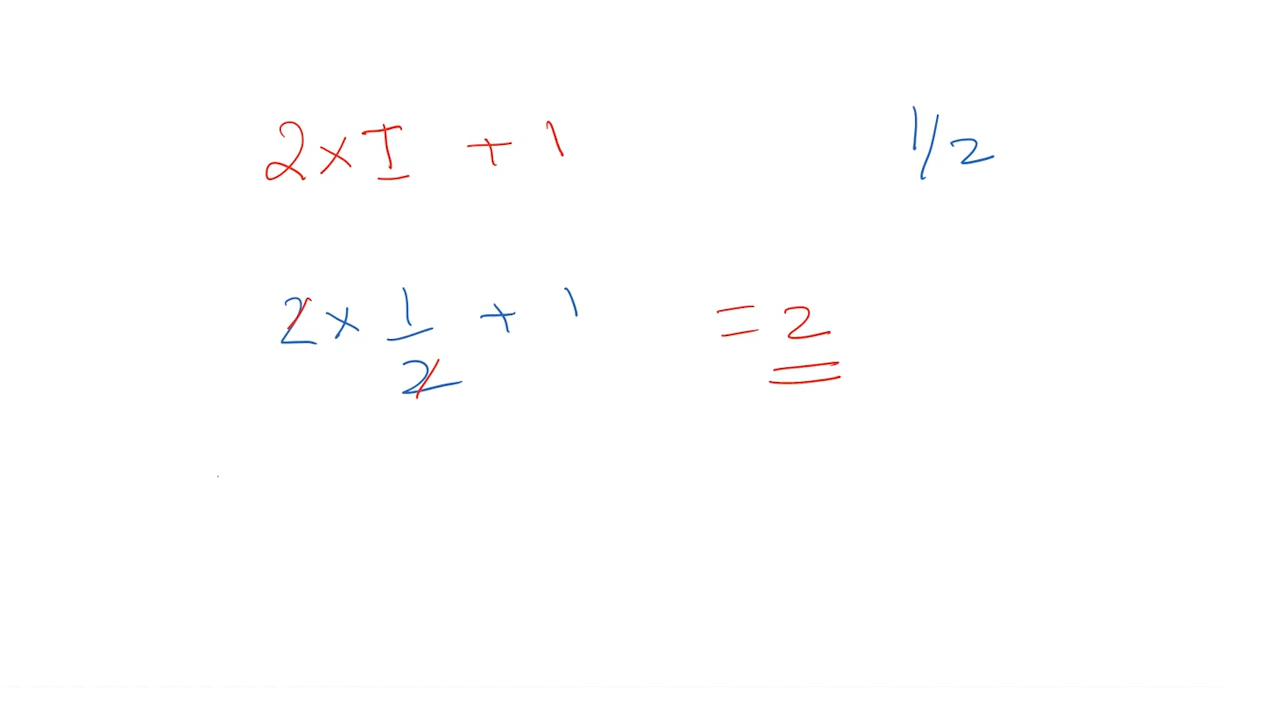 2 × I + 1
1/2
2 × 1/2 + 1 = 2